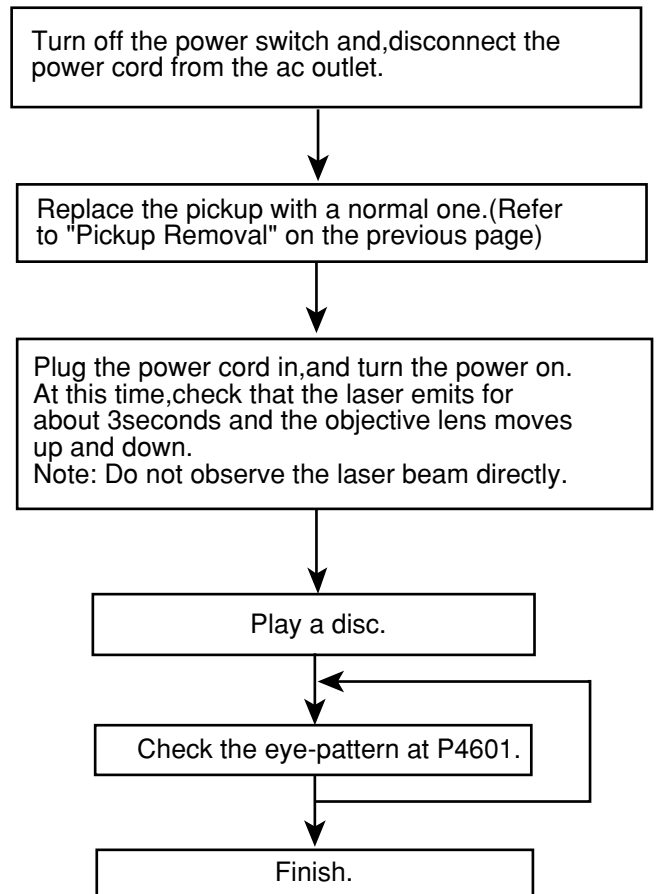 Turn off the power switch and,disconnect the
power cord from the ac outlet.
Replace the pickup with a normal one.(Refer
to "Pickup Removal" on the previous page)
Plug the power cord in,and turn the power on.
At this time,check that the laser emits for
about 3seconds and the objective lens moves
up and down.
Note: Do not observe the laser beam directly.
Play a disc.
Check the eye-pattern at P4601.
Finish.